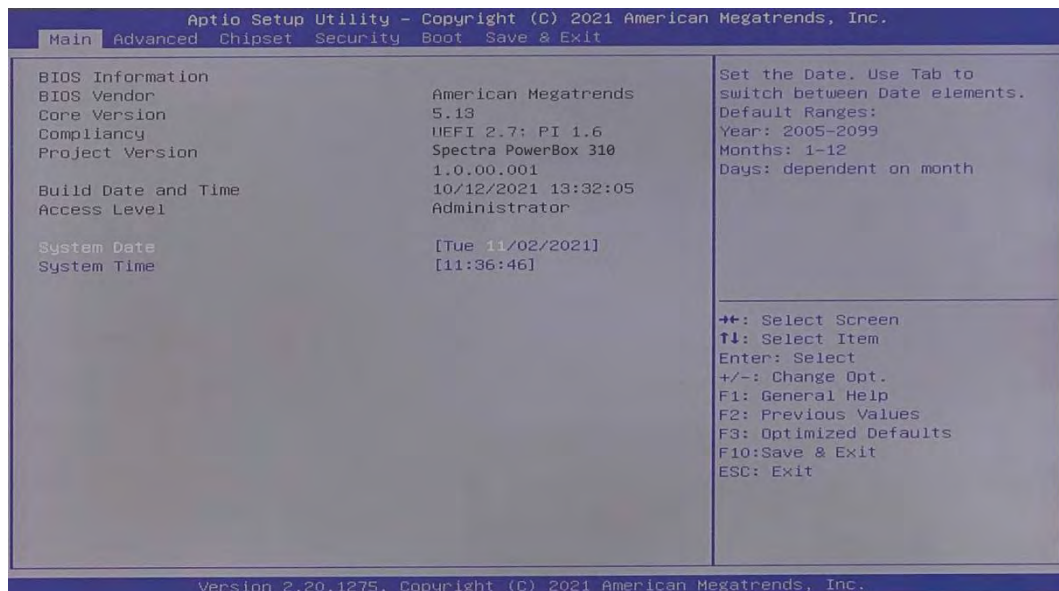 Aptio Setup Utility – Copyright (C) 2021 American Megatrends, Inc.
Main Advanced Chipset Security Boot Save & Exit
BIOS Information
BIOS Vendor American Megatrends
Core Version 5.13
Compliancy UEFI 2.7; PI 1.6
Project Version Spectra PowerBox 310
1.0.00.001
Build Date and Time 10/12/2021 13:32:05
Access Level Administrator
System Date [Tue 11/02/2021]
System Time [11:36:46]
Set the Date. Use Tab to
switch between Date elements.
Default Ranges:
Year: 2005-2099
Months: 1-12
Days: dependent on month
→←: Select Screen
↑↓: Select Item
Enter: Select
+/-: Change Opt.
F1: General Help
F2: Previous Values
F3: Optimized Defaults
F10:Save & Exit
ESC: Exit
Version 2.20.1275. Copyright (C) 2021 American Megatrends, Inc.